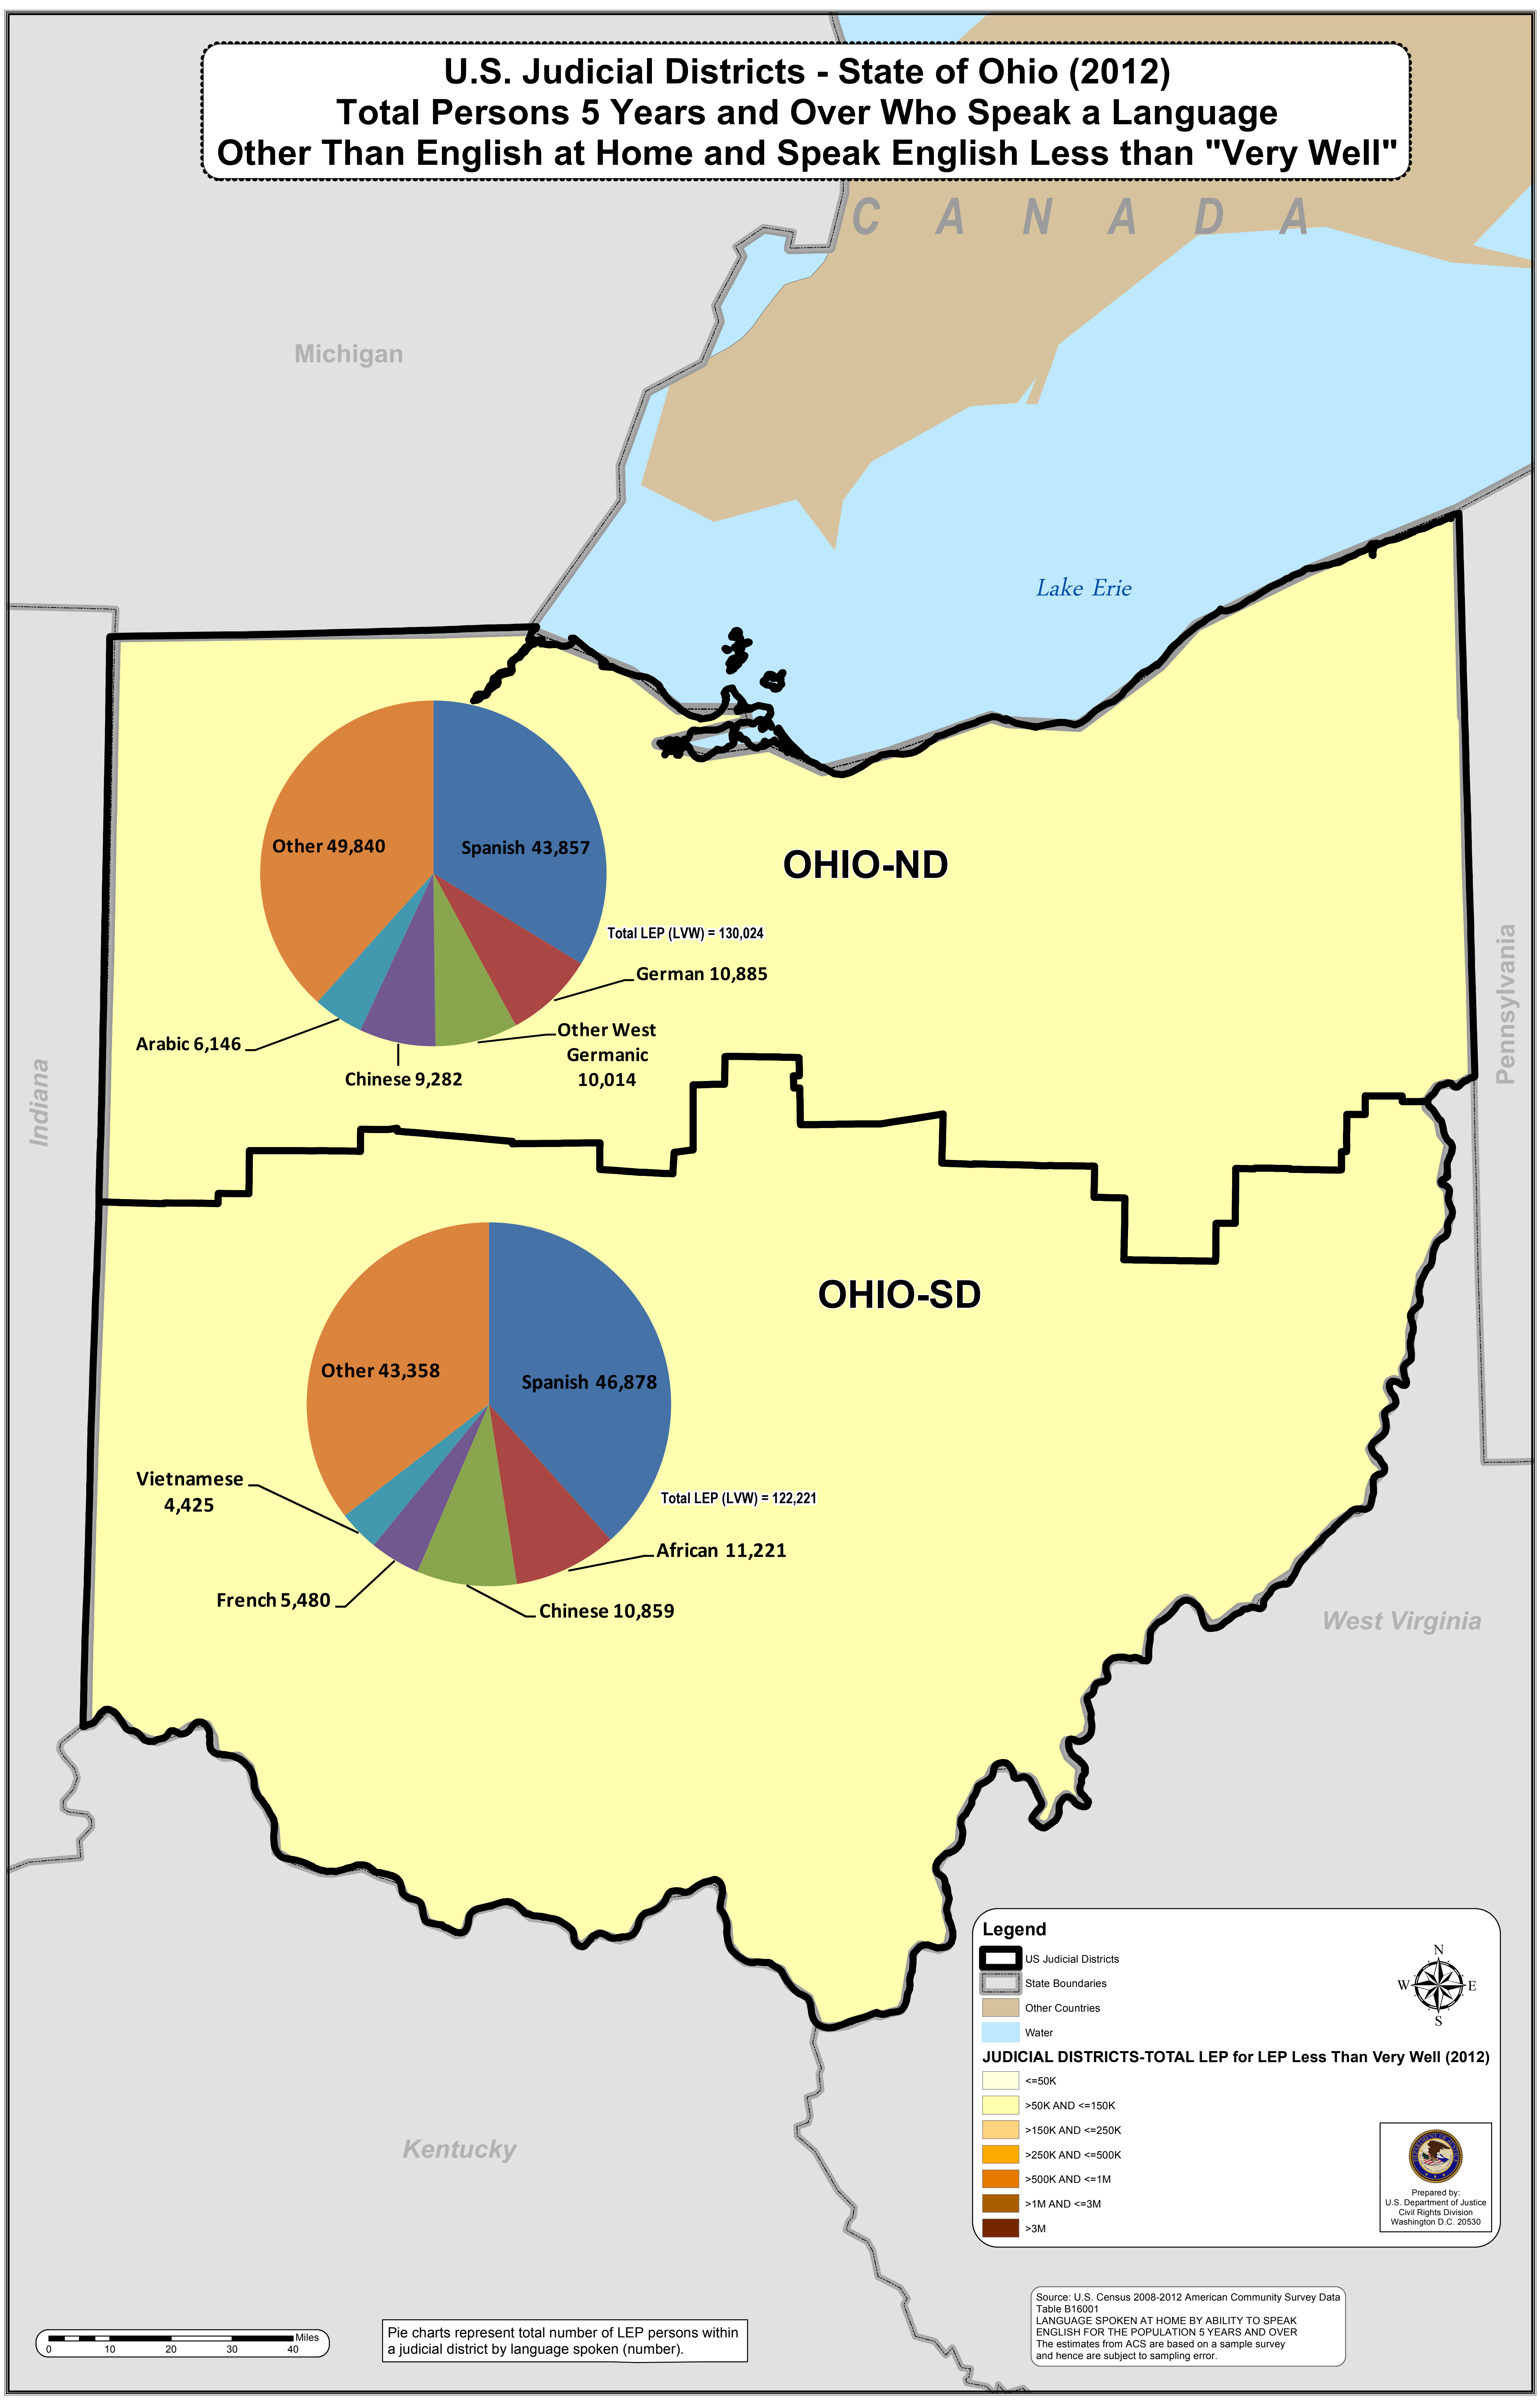 U.S. Judicial Districts - State of Ohio (2012)
Total Persons 5 Years and Over Who Speak a Language
Other Than English at Home and Speak English Less than "Very Well"
C A N A D A
Michigan
Lake Erie
Other 49,840
Spanish 43,857
OHIO-ND
Total LEP (LVW) = 130,024
German 10,885
Other West
Germanic
10,014
Arabic 6,146
Chinese 9,282
Indiana
Pennsylvania
OHIO-SD
Other 43,358
Spanish 46,878
Vietnamese
4,425
Total LEP (LVW) = 122,221
African 11,221
French 5,480
Chinese 10,859
West Virginia
Kentucky
Legend
US Judicial Districts
State Boundaries
Other Countries
Water
N
W E
S
JUDICIAL DISTRICTS-TOTAL LEP for LEP Less Than Very Well (2012)
<=50K
>50K AND <=150K
>150K AND <=250K
>250K AND <=500K
>500K AND <=1M
>1M AND <=3M
>3M
Prepared by:
U.S. Department of Justice
Civil Rights Division
Washington D.C. 20530
Source: U.S. Census 2008-2012 American Community Survey Data
Table B16001
LANGUAGE SPOKEN AT HOME BY ABILITY TO SPEAK
ENGLISH FOR THE POPULATION 5 YEARS AND OVER
The estimates from ACS are based on a sample survey
and hence are subject to sampling error.
Miles
0 10 20 30 40
Pie charts represent total number of LEP persons within
a judicial district by language spoken (number).